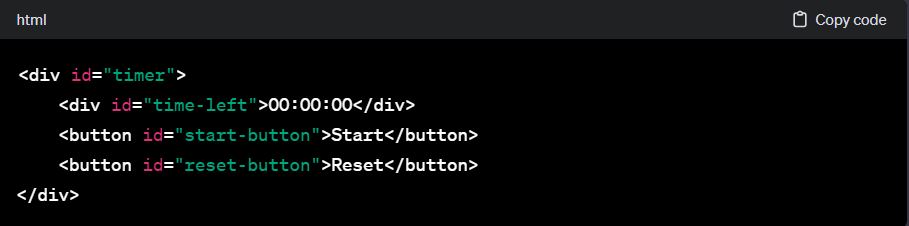 html
Copy code
<div id="timer">
    <div id="time-left">00:00:00</div>
    <button id="start-button">Start</button>
    <button id="reset-button">Reset</button>
</div>